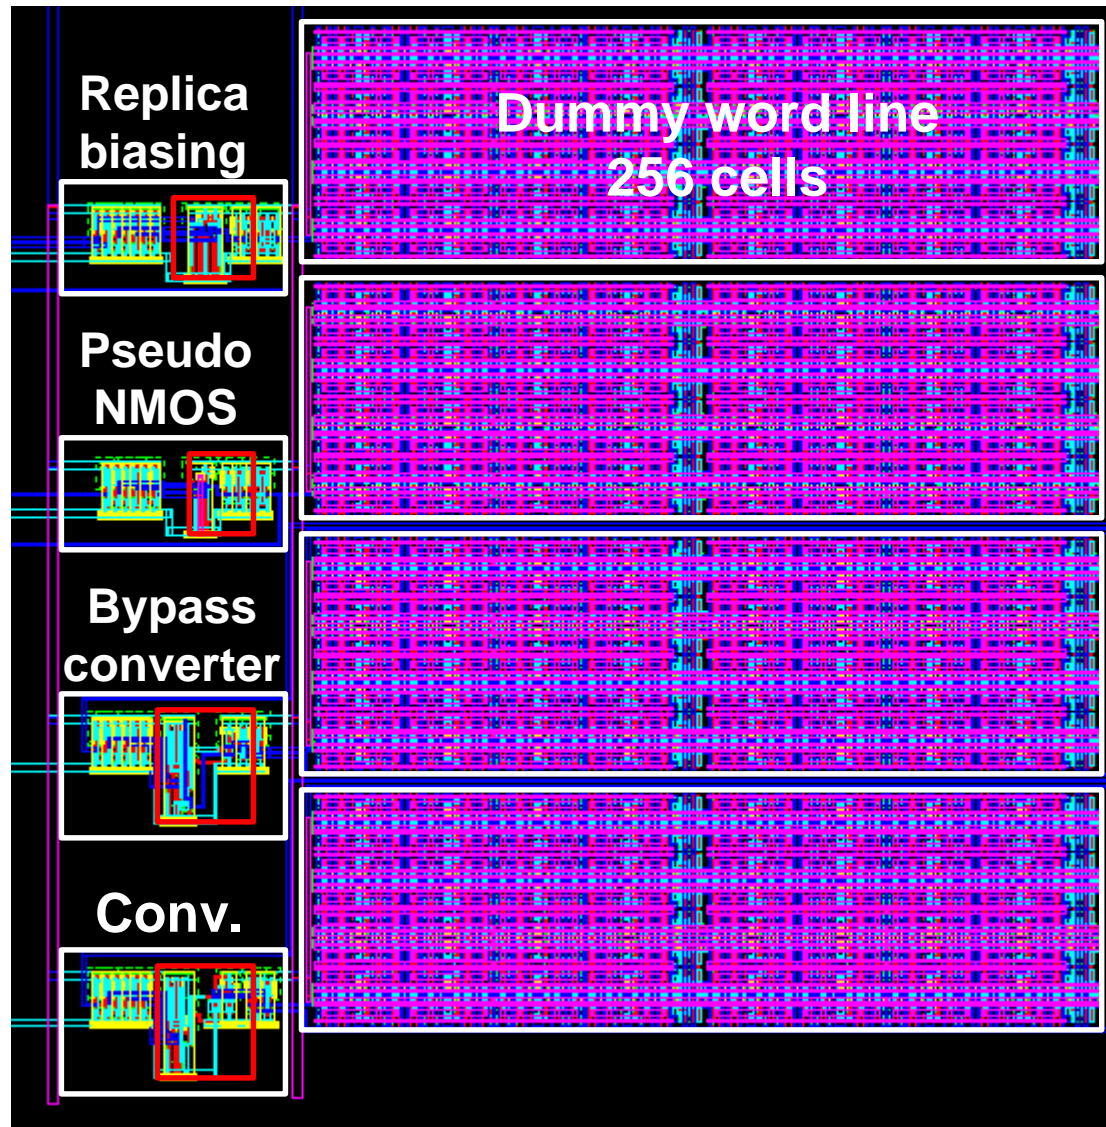 Replica
biasing
Dummy word line
256 cells
Pseudo
NMOS
Bypass
converter
Conv.